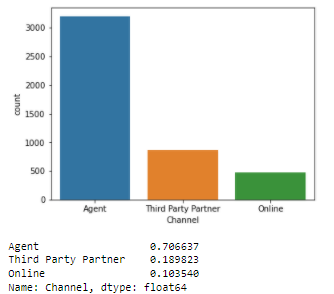 3000
2500
2000
1500
1000
500
0
count
Agent Third Party Partner Online
Channel
Agent 0.706637
Third Party Partner 0.189823
Online 0.103540
Name: Channel, dtype: float64